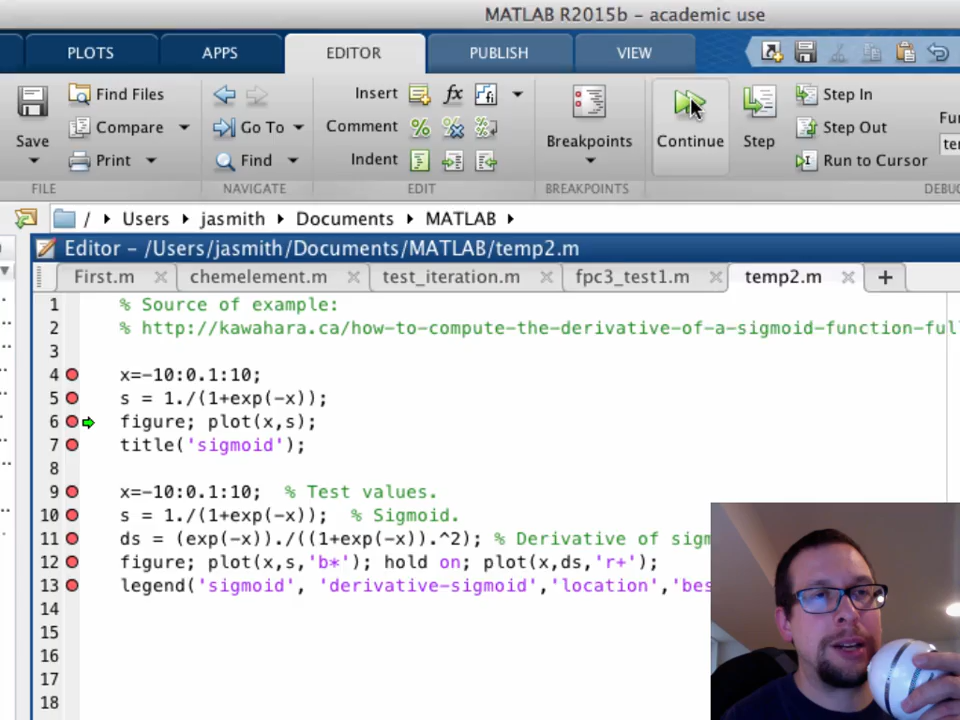 MATLAB R2015b - academic use
PLOTS APPS EDITOR PUBLISH VIEW
Find Files Insert fx Step In
Save Compare Go To Comment Breakpoints Continue Step Step Out
Print Find Indent Run to Cursor
FILE NAVIGATE EDIT BREAKPOINTS
/ Users jasmith Documents MATLAB
Editor - /Users/jasmith/Documents/MATLAB/temp2.m
First.m chemelement.m test_iteration.m fpc3_test1.m temp2.m +
1 % Source of example:
2 % http://kawahara.ca/how-to-compute-the-derivative-of-a-sigmoid-function-ful
3
4 x=-10:0.1:10;
5 s = 1./(1+exp(-x));
6 figure; plot(x,s);
7 title('sigmoid');
8
9 x=-10:0.1:10; % Test values.
10 s = 1./(1+exp(-x)); % Sigmoid.
11 ds = (exp(-x))./((1+exp(-x)).^2); % Derivative of sigm
12 figure; plot(x,s,'b*'); hold on; plot(x,ds,'r+');
13 legend('sigmoid', 'derivative-sigmoid','location','bes
14
15
16
17
18